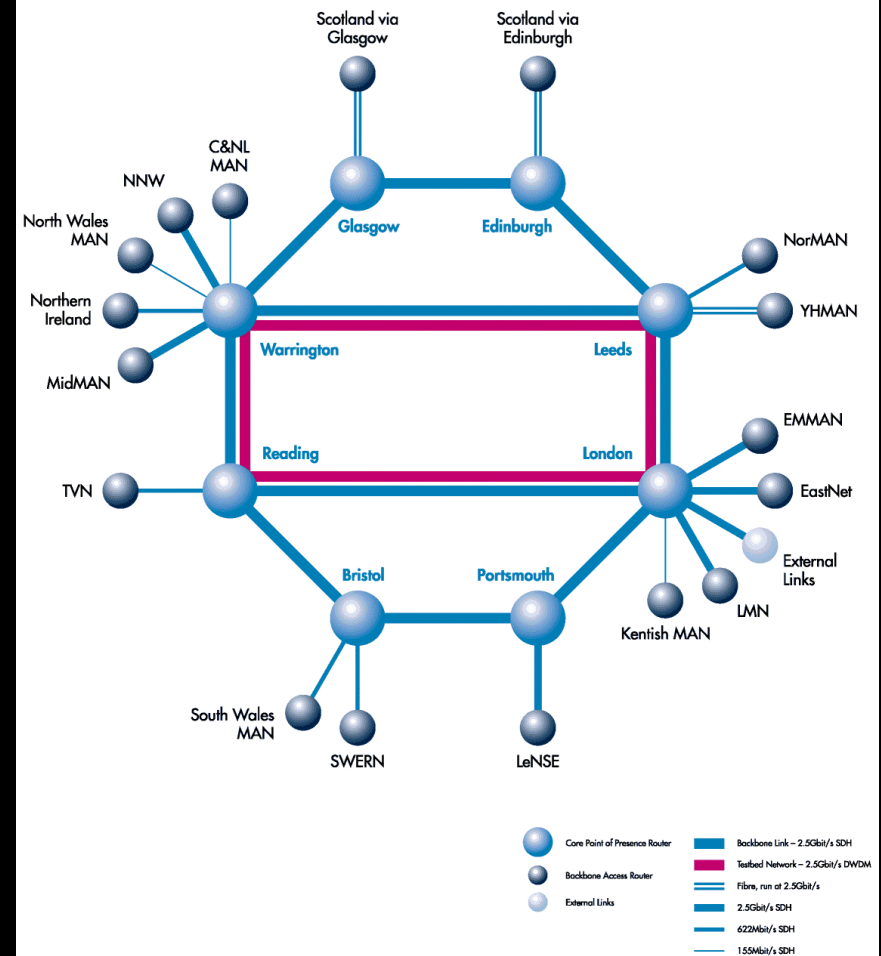 Scotland via
Glasgow
Scotland via
Edinburgh
C&NL
MAN
NNW
North Wales
MAN
Glasgow
Edinburgh
NorMAN
Northern
Ireland
YHMAN
Warrington
Leeds
MidMAN
EMMAN
Reading
London
TVN
EastNet
External
Links
Bristol
Portsmouth
LMN
Kentish MAN
South Wales
MAN
SWERN
LeNSE
Core Point of Presence Router
Backbone Access Router
External Links
Backbone Link – 2.5Gbit/s SDH
Testbed Network – 2.5Gbit/s DWDM
Fibre, run at 2.5Gbit/s
2.5Gbit/s SDH
622Mbit/s SDH
155Mbit/s SDH